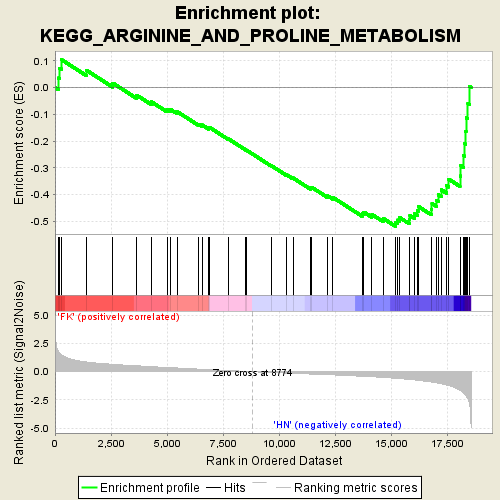 Enrichment plot:
KEGG_ARGININE_AND_PROLINE_METABOLISM
Enrichment score (ES)
0.1
0.0
-0.1
-0.2
-0.3
-0.4
-0.5
Ranked list metric (Signal2Noise)
'FK' (positively correlated)
5.0
2.5
0.0
-2.5
-5.0
Zero cross at 8774
'HN' (negatively correlated)
0
2,500
5,000
7,500
10,000
12,500
15,000
17,500
Rank in Ordered Dataset
Enrichment profile
Hits
Ranking metric scores